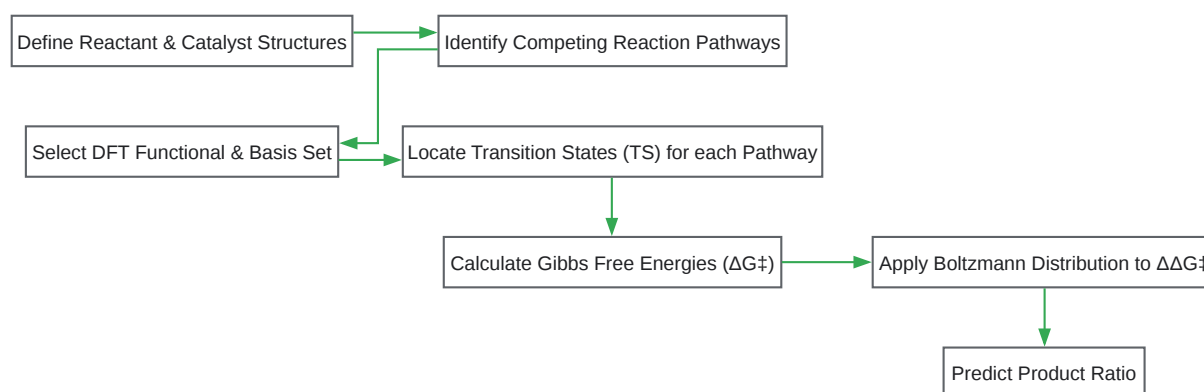 Define Reactant & Catalyst Structures
Identify Competing Reaction Pathways
Select DFT Functional & Basis Set
Locate Transition States (TS) for each Pathway
Calculate Gibbs Free Energies (ΔG‡)
Apply Boltzmann Distribution to ΔΔG‡
Predict Product Ratio